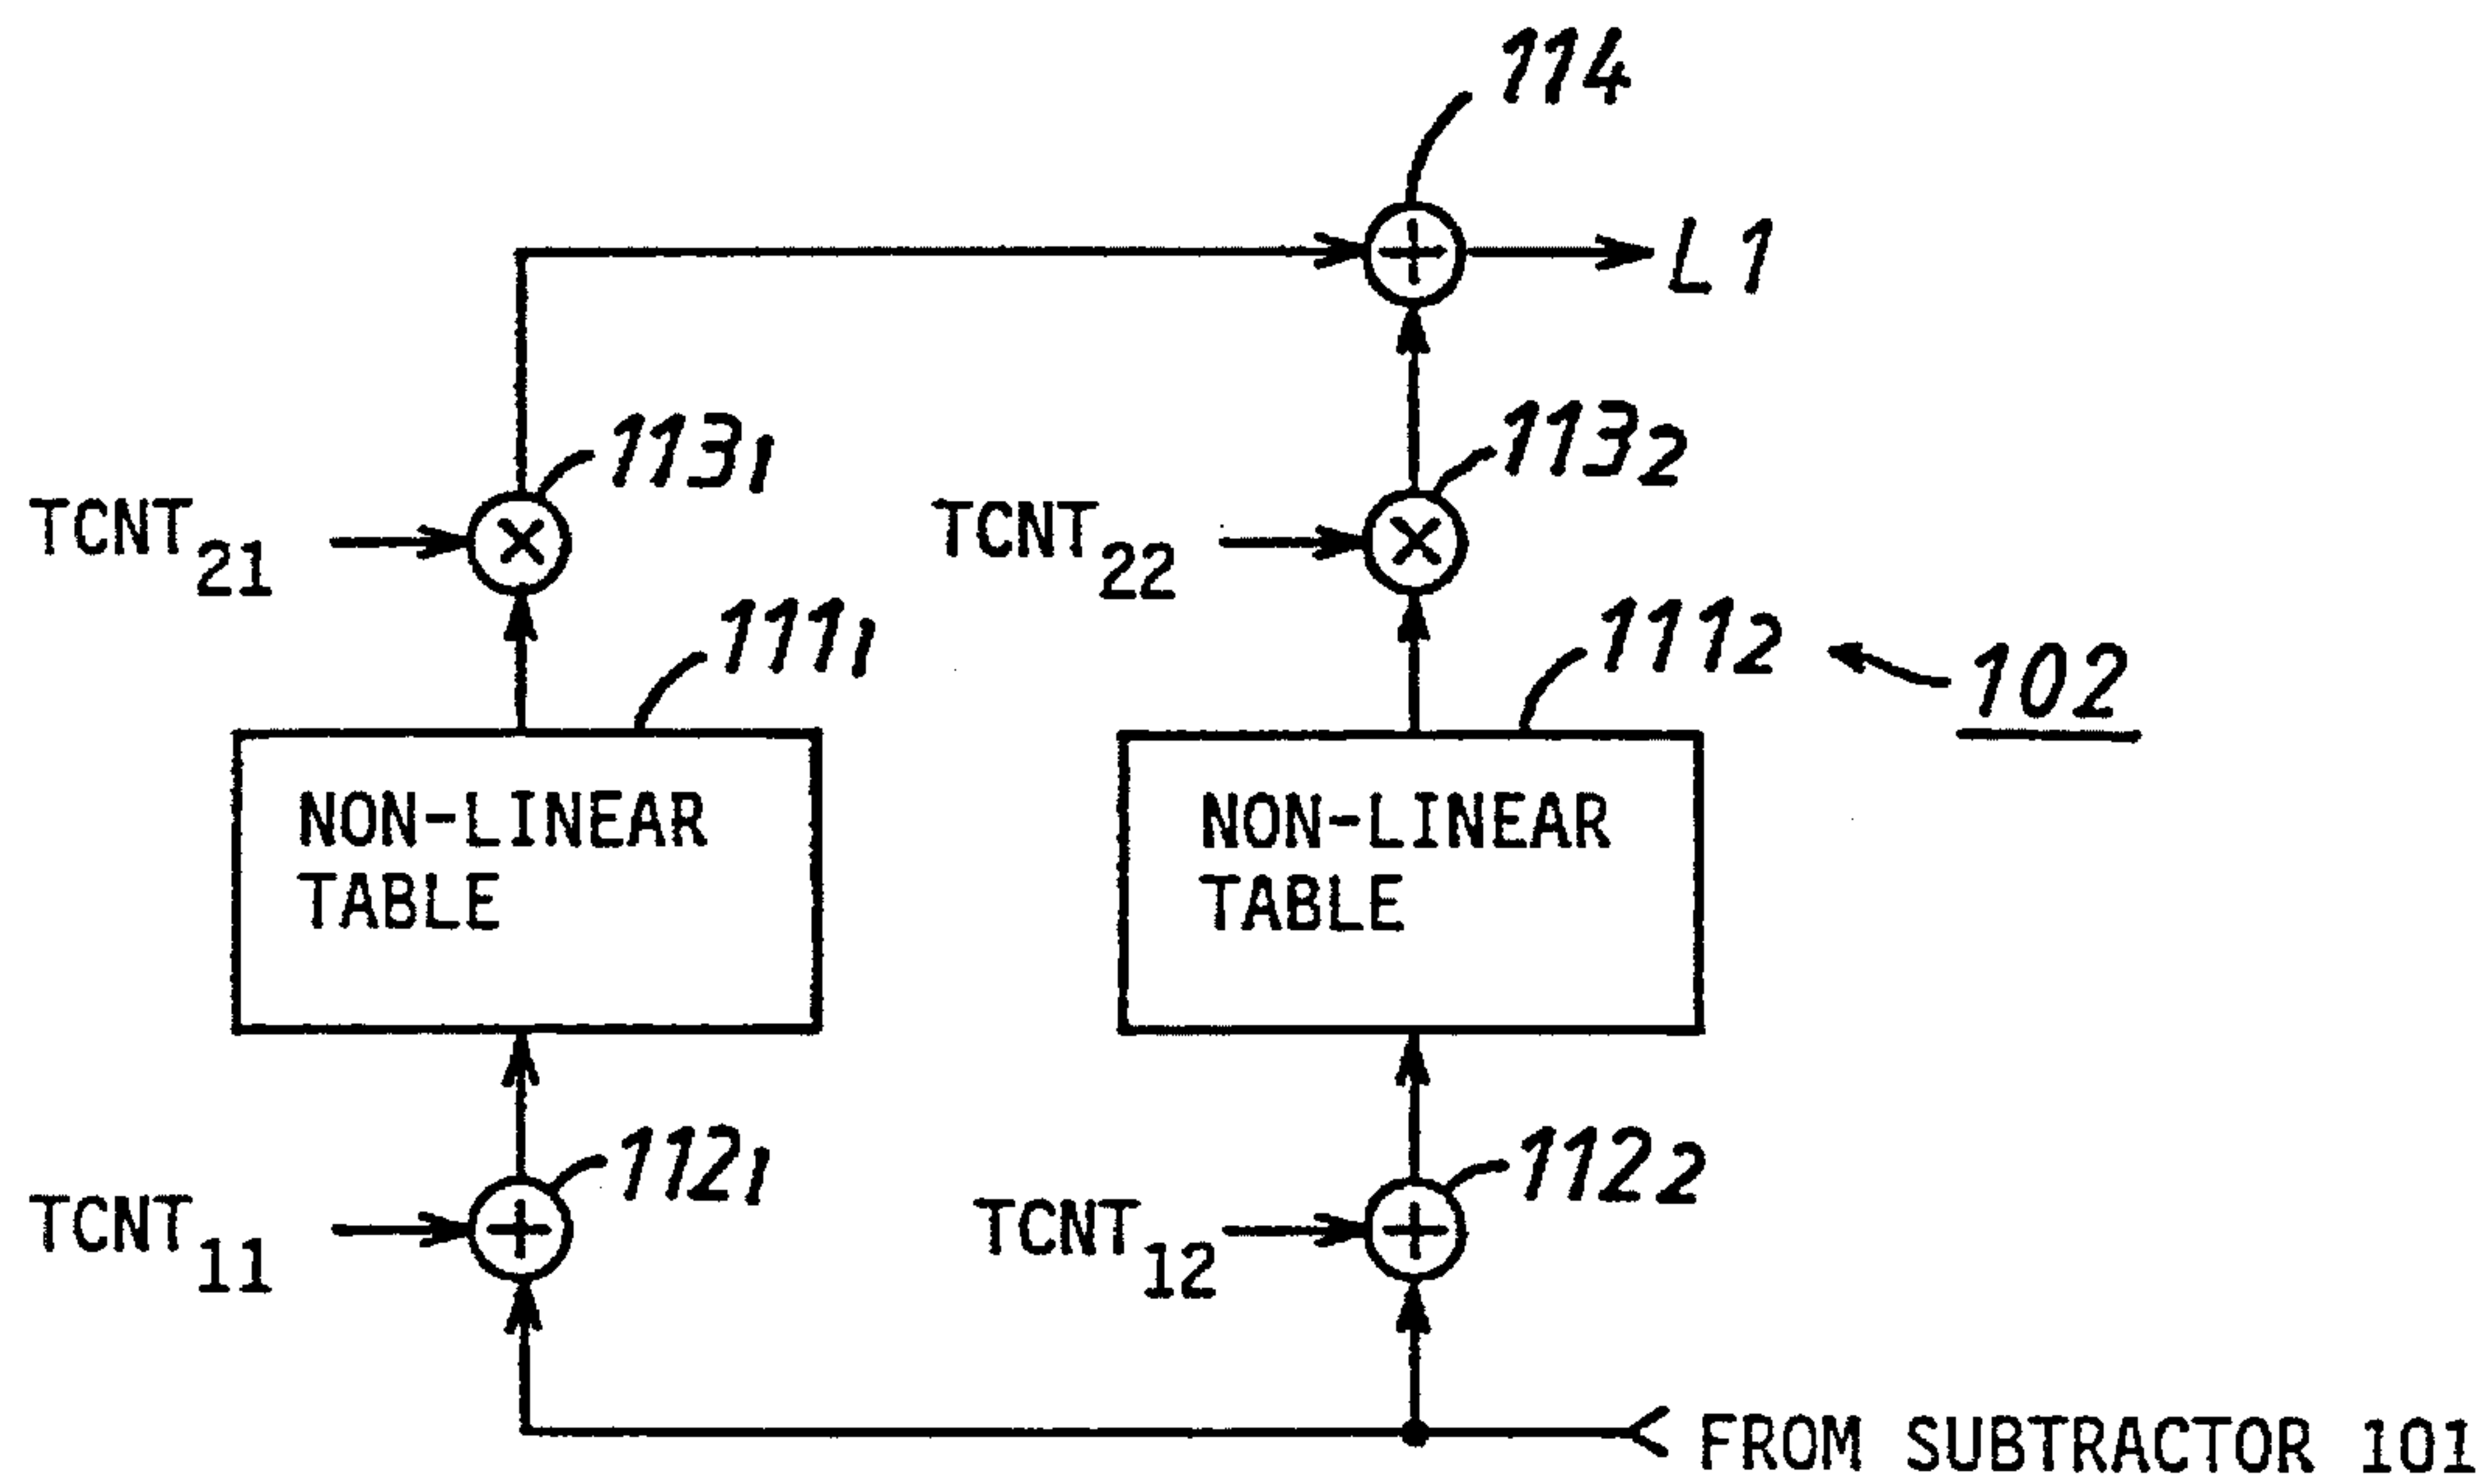 114
L1
113₁
113₂
TCNT₂₁
TCNT₂₂
111₁
111₂
102
NON-LINEAR
TABLE
NON-LINEAR
TABLE
112₁
112₂
TCNT₁₁
TCNT₁₂
FROM SUBTRACTOR 101